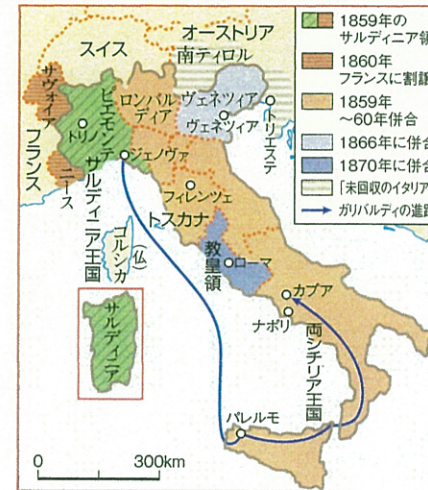 スイス
オーストリア
南ティロル
サヴォイア
ピエモンテ
ロンバル
ディア
ヴェネツィア
ヴェネツィア
トリエステ
トリノ
フランス
ニース
ジェノヴァ
サルディニア王国
フィレンツェ
トスカナ
コルシカ
(仏)
教皇領
ローマ
カプア
ナポリ
両シチリア王国
サルディニア
パレルモ
0 300km
1859年の
サルディニア領
1860年
フランスに割譲
1859年
〜60年併合
1866年に併合
1870年に併合
「未回収のイタリア
ガリバルディの進路